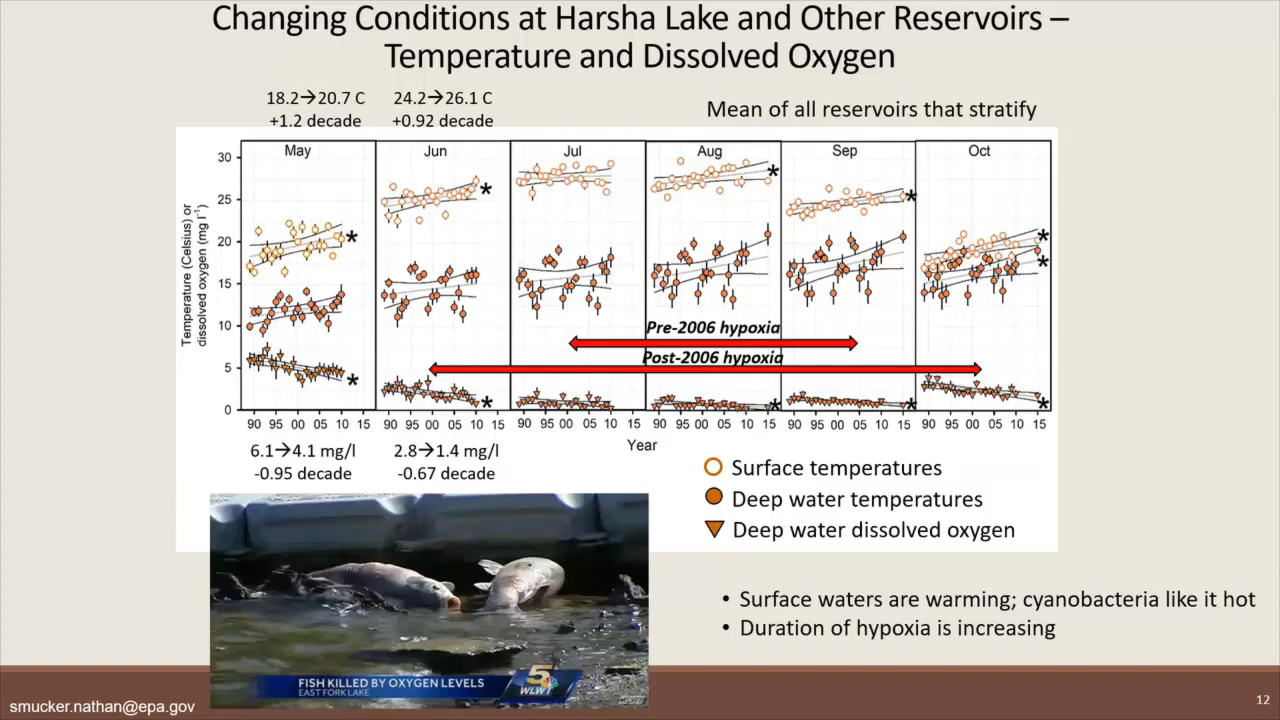 Changing Conditions at Harsha Lake and Other Reservoirs –
Temperature and Dissolved Oxygen
18.2→20.7 C
+1.2 decade
24.2→26.1 C
+0.92 decade
Mean of all reservoirs that stratify
May
Jun
Jul
Aug
Sep
Oct
Temperature (Celsius) or
dissolved oxygen (mg l⁻¹)
30
25
20
15
10
5
0
*
*
*
*
*
*
*
*
*
*
*
Pre-2006 hypoxia
Post-2006 hypoxia
90 95 00 05 10 15
90 95 00 05 10 15
90 95 00 05 10 15
90 95 00 05 10 15
90 95 00 05 10 15
90 95 00 05 10 15
Year
6.1→4.1 mg/l
-0.95 decade
2.8→1.4 mg/l
-0.67 decade
Surface temperatures
Deep water temperatures
Deep water dissolved oxygen
FISH KILLED BY OXYGEN LEVELS
EAST FORK LAKE
5
WLWT
• Surface waters are warming; cyanobacteria like it hot
• Duration of hypoxia is increasing
smucker.nathan@epa.gov
12